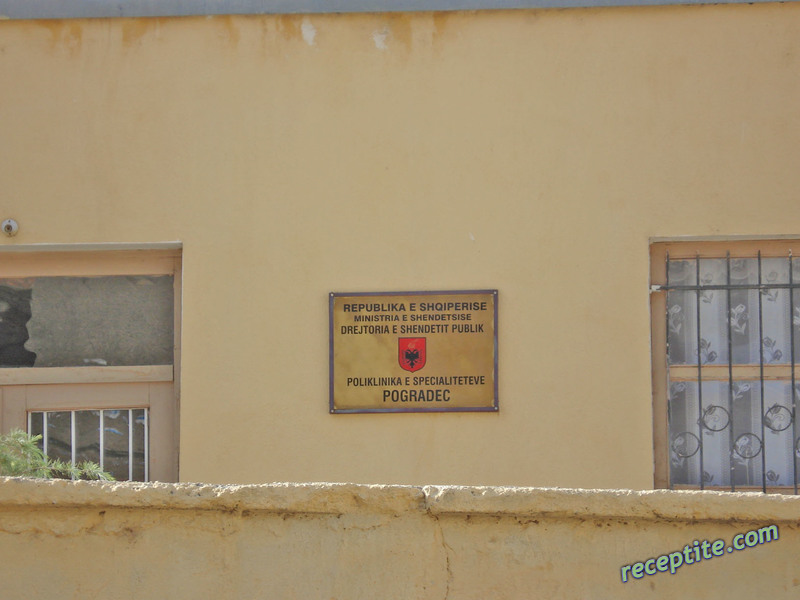 REPUBLIKA E SHQIPERISE
MINISTRIA E SHENDETSISE
DREJTORIA E SHENDETIT PUBLIK
POLIKLINIKA E SPECIALITETEVE
POGRADEC
receptite.com